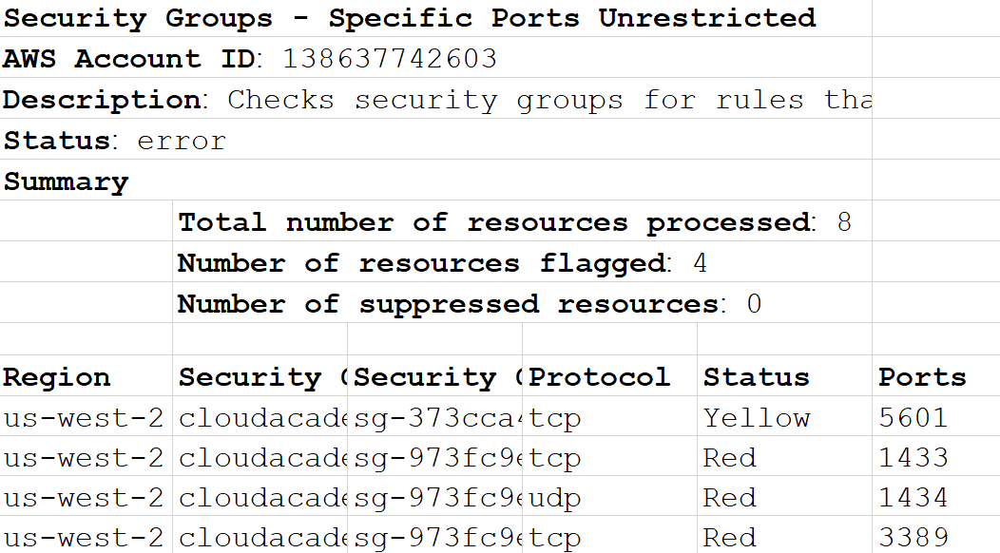 Security Groups - Specific Ports Unrestricted
AWS Account ID: 138637742603
Description: Checks security groups for rules tha
Status: error
Summary
Total number of resources processed: 8
Number of resources flagged: 4
Number of suppressed resources: 0
Region Security Security Protocol Status Ports
us-west-2 cloudacade sg-373cca4 tcp Yellow 5601
us-west-2 cloudacade sg-973fc9e tcp Red 1433
us-west-2 cloudacade sg-973fc9e udp Red 1434
us-west-2 cloudacade sg-973fc9e tcp Red 3389